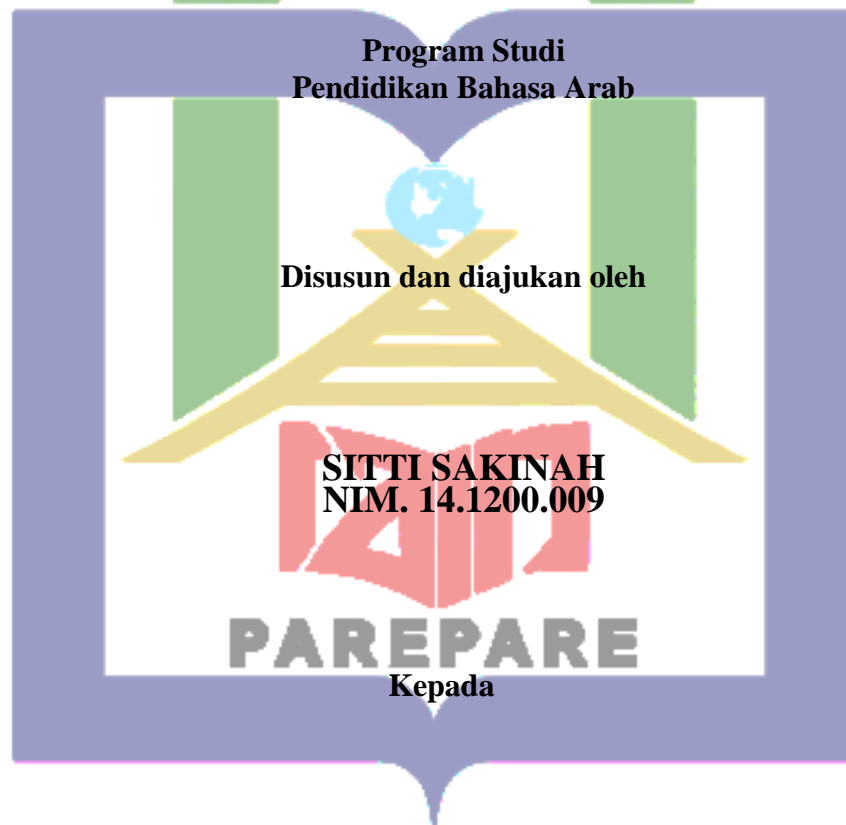 Program Studi
Pendidikan Bahasa Arab
Disusun dan diajukan oleh
SITTI SAKINAH
NIM. 14.1200.009
PAREPARE
Kepada